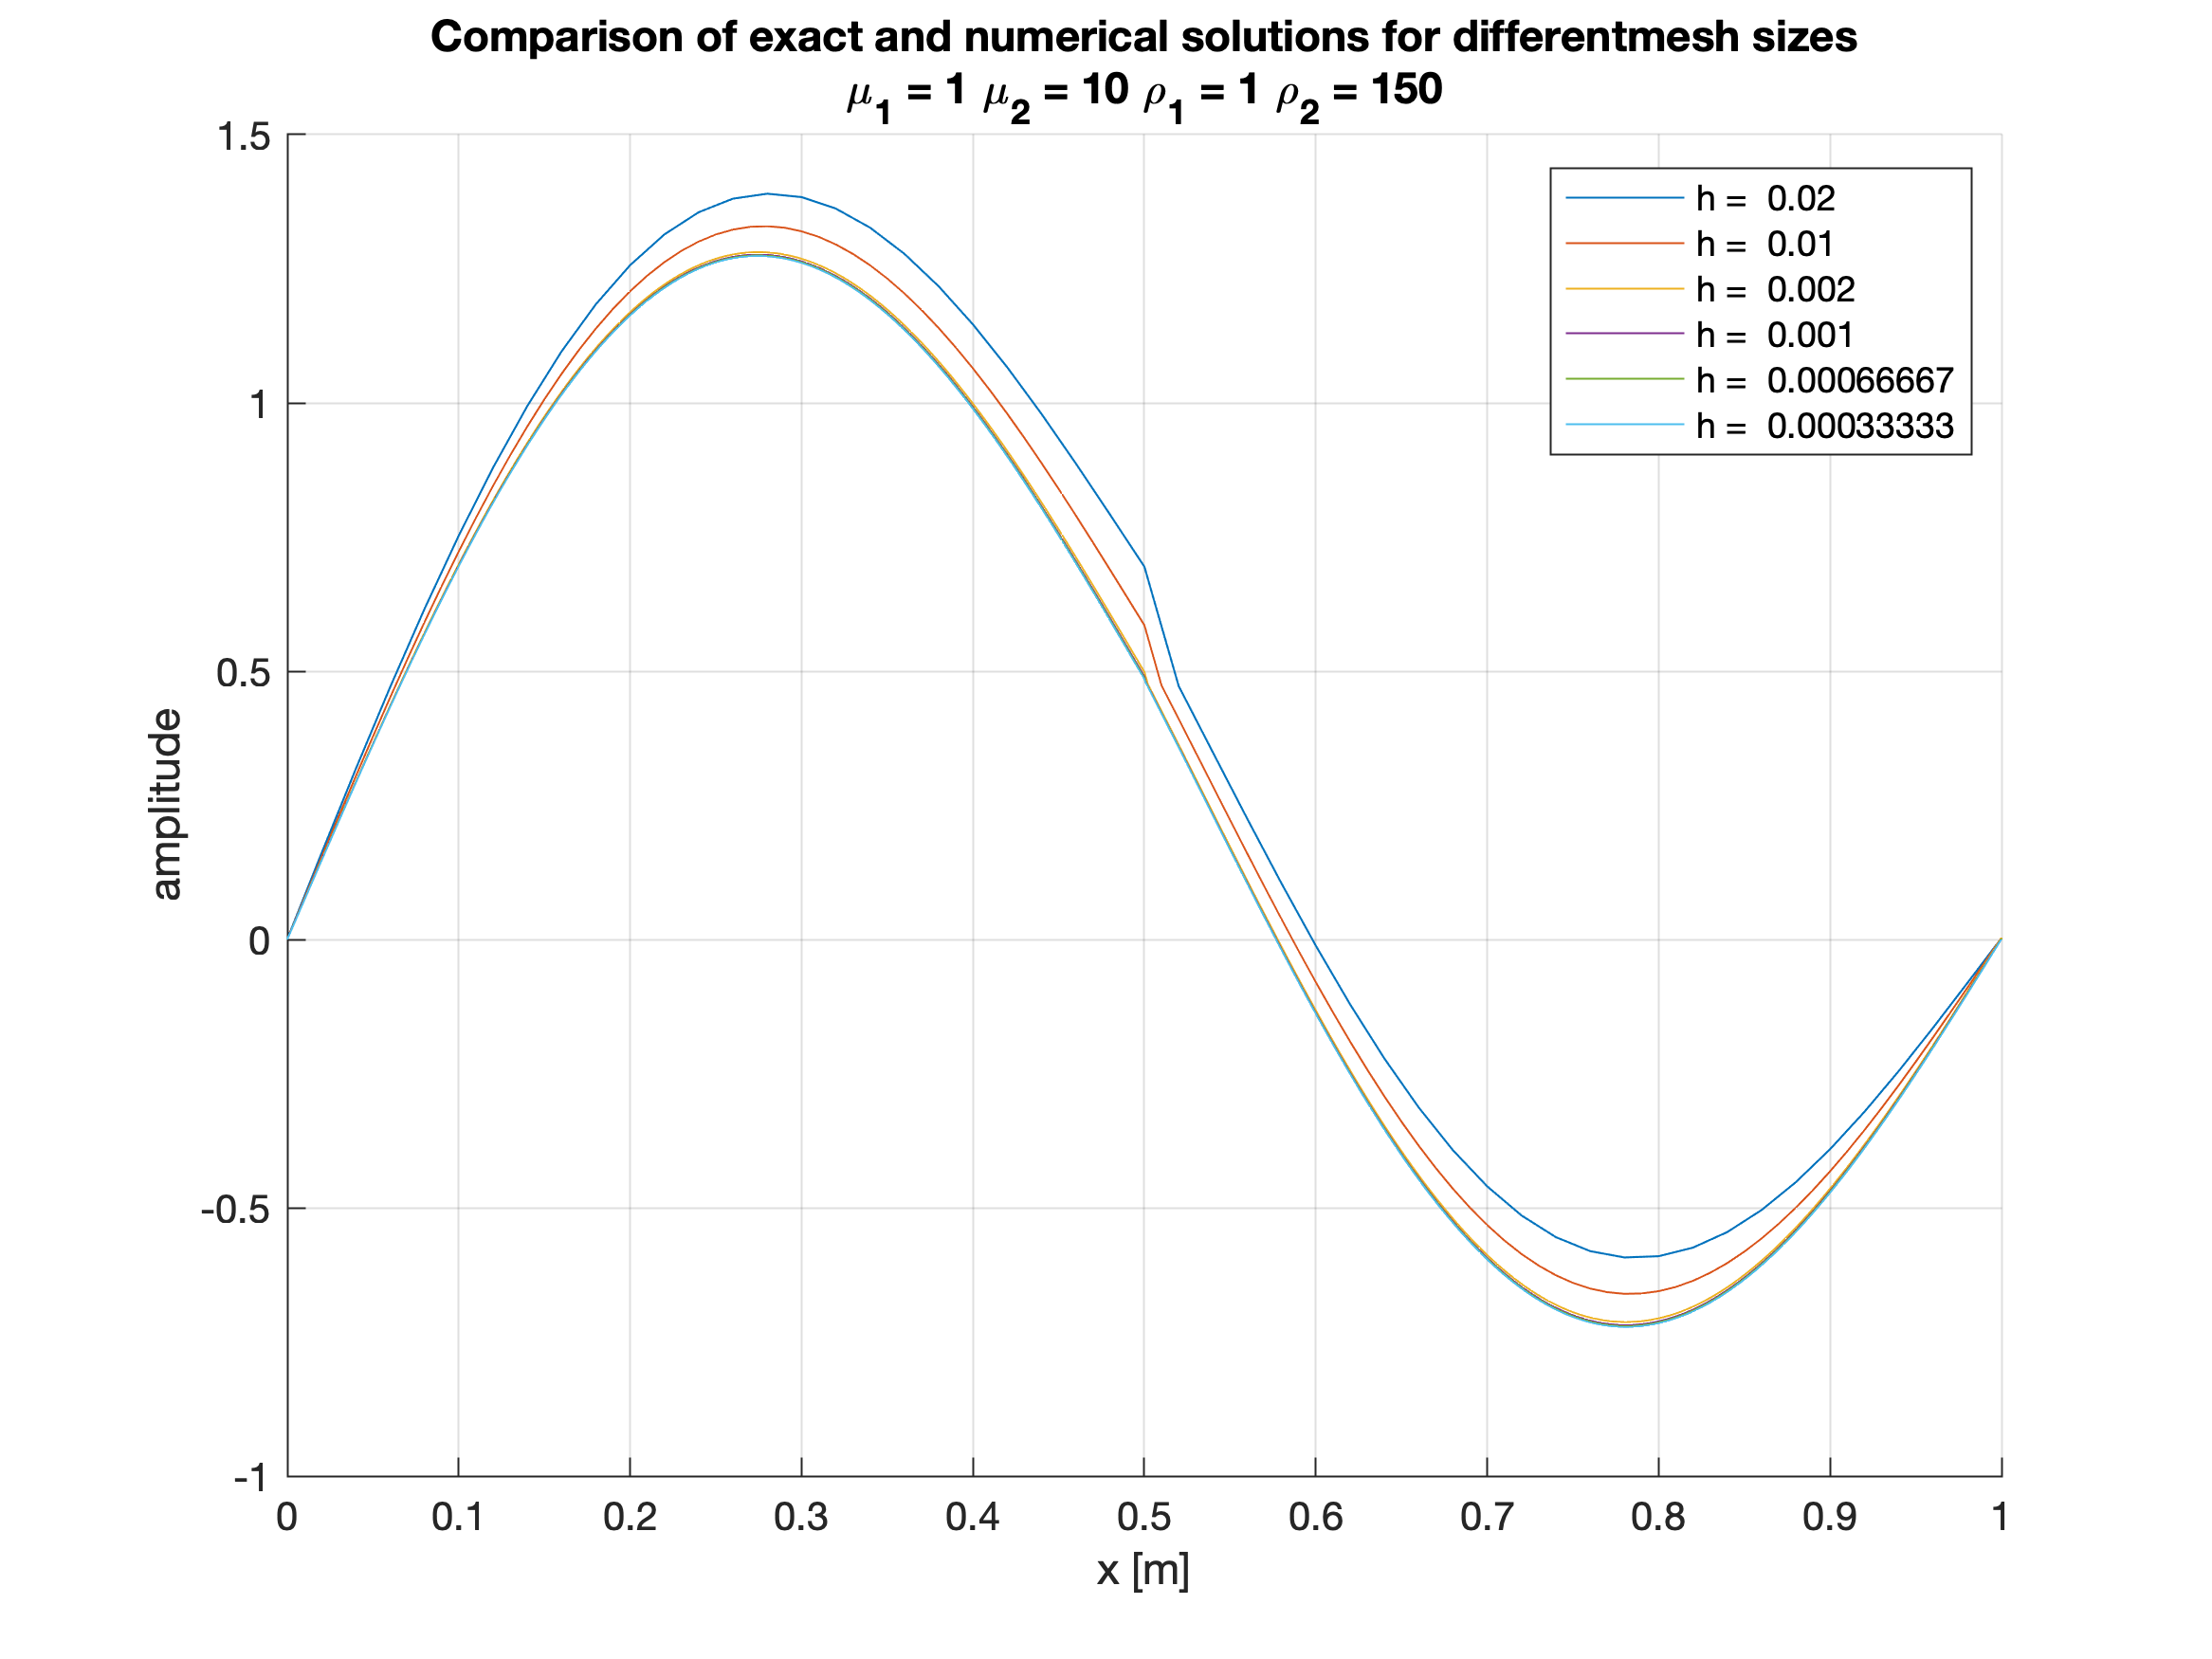 Comparison of exact and numerical solutions for differentmesh sizes
μ₁ = 1 μ₂ = 10 ρ₁ = 1 ρ₂ = 150
1.5
1
0.5
0
-0.5
-1
amplitude
h = 0.02
h = 0.01
h = 0.002
h = 0.001
h = 0.00066667
h = 0.00033333
0 0.1 0.2 0.3 0.4 0.5 0.6 0.7 0.8 0.9 1
x [m]